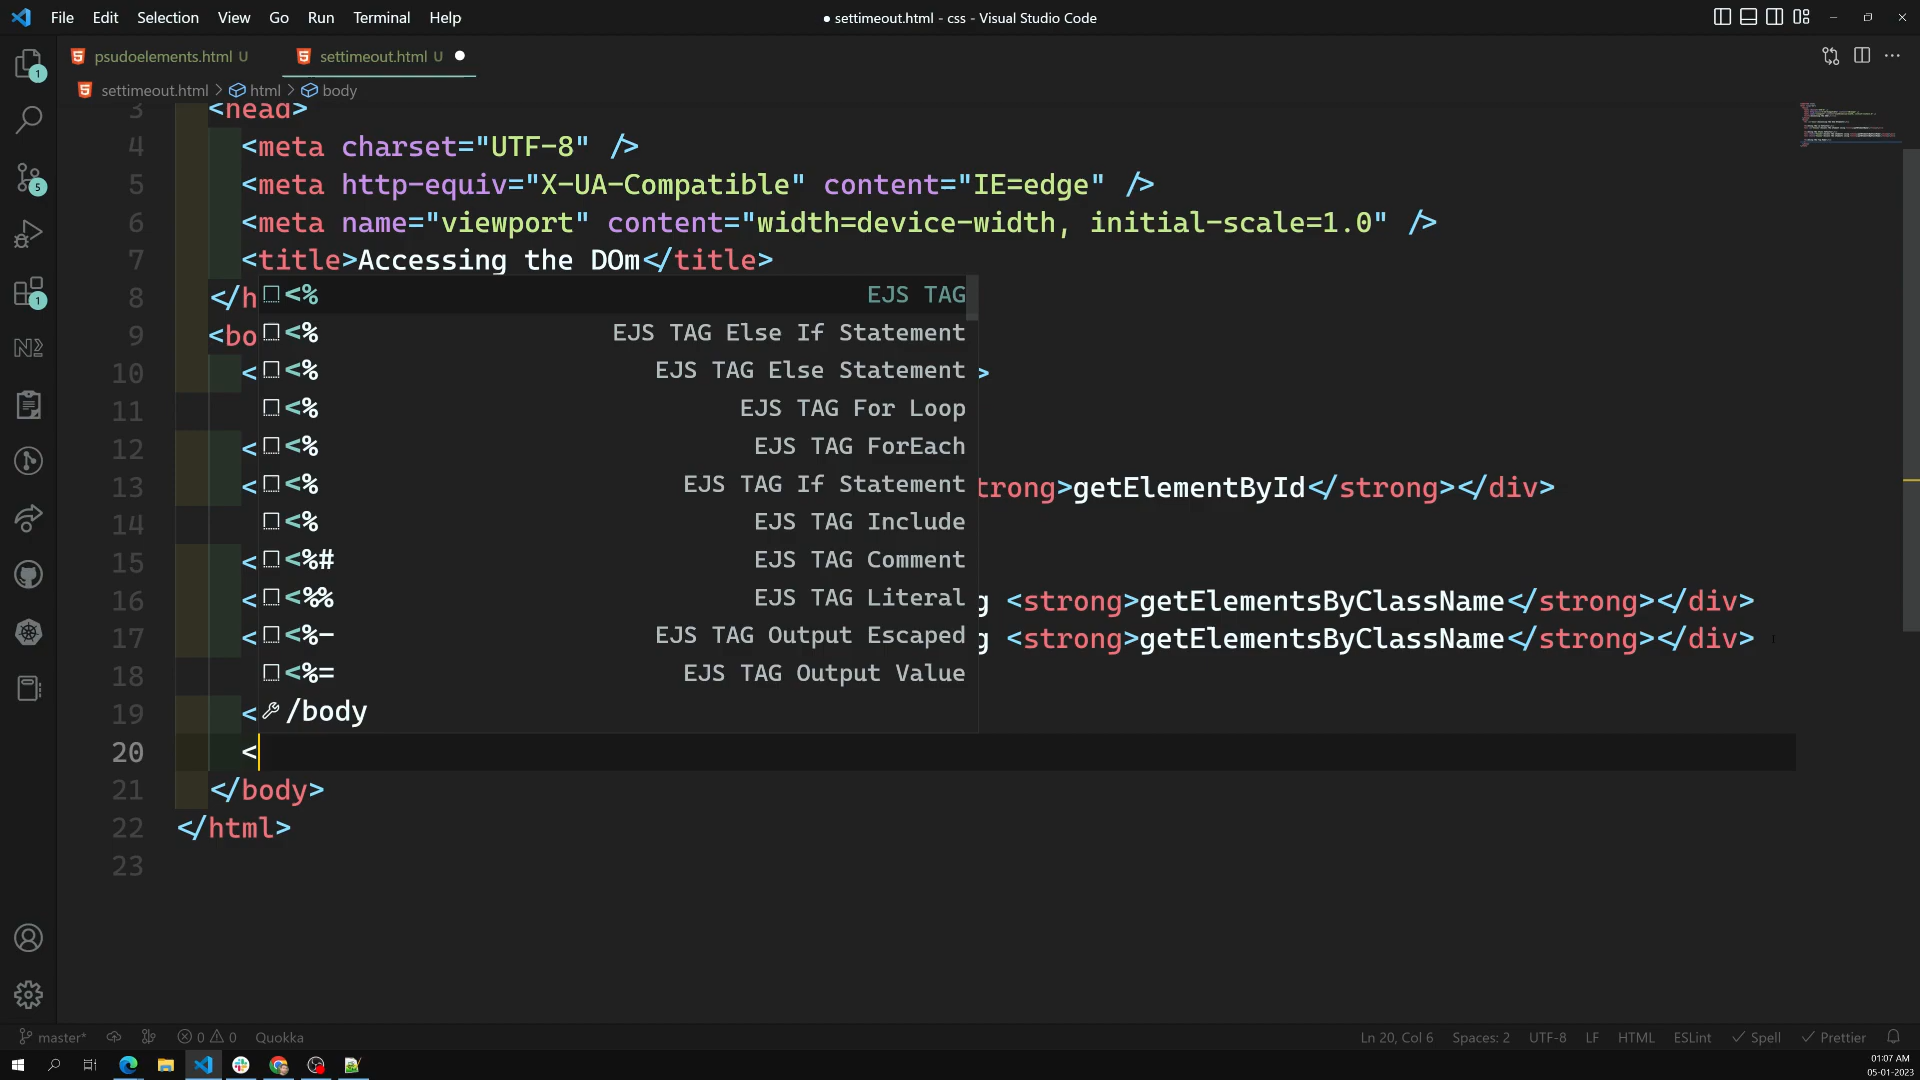 File Edit Selection View Go Run Terminal Help
● settimeout.html - css - Visual Studio Code
psudoelements.html U settimeout.html U ●
settimeout.html > html > body
3 <head>
4 <meta charset="UTF-8" />
5 <meta http-equiv="X-UA-Compatible" content="IE=edge" />
6 <meta name="viewport" content="width=device-width, initial-scale=1.0" />
7 <title>Accessing the DOm</title>
8 </h
<% EJS TAG
9 <bo
<% EJS TAG Else If Statement
10 <
<% EJS TAG Else Statement
>
11
<% EJS TAG For Loop
12 <
<% EJS TAG ForEach
13 <
<% EJS TAG If Statement
trong>getElementById</strong></div>
14
<% EJS TAG Include
15 <
<%# EJS TAG Comment
16 <
<%% EJS TAG Literal
g <strong>getElementsByClassName</strong></div>
17 <
<%- EJS TAG Output Escaped
g <strong>getElementsByClassName</strong></div>
18
<%= EJS TAG Output Value
19 <
/body
20 <
21 </body>
22 </html>
23
1
5
1
master* 0 0 Quokka
Ln 20, Col 6 Spaces: 2 UTF-8 LF HTML ESLint Spell Prettier
01:07 AM
05-01-2023